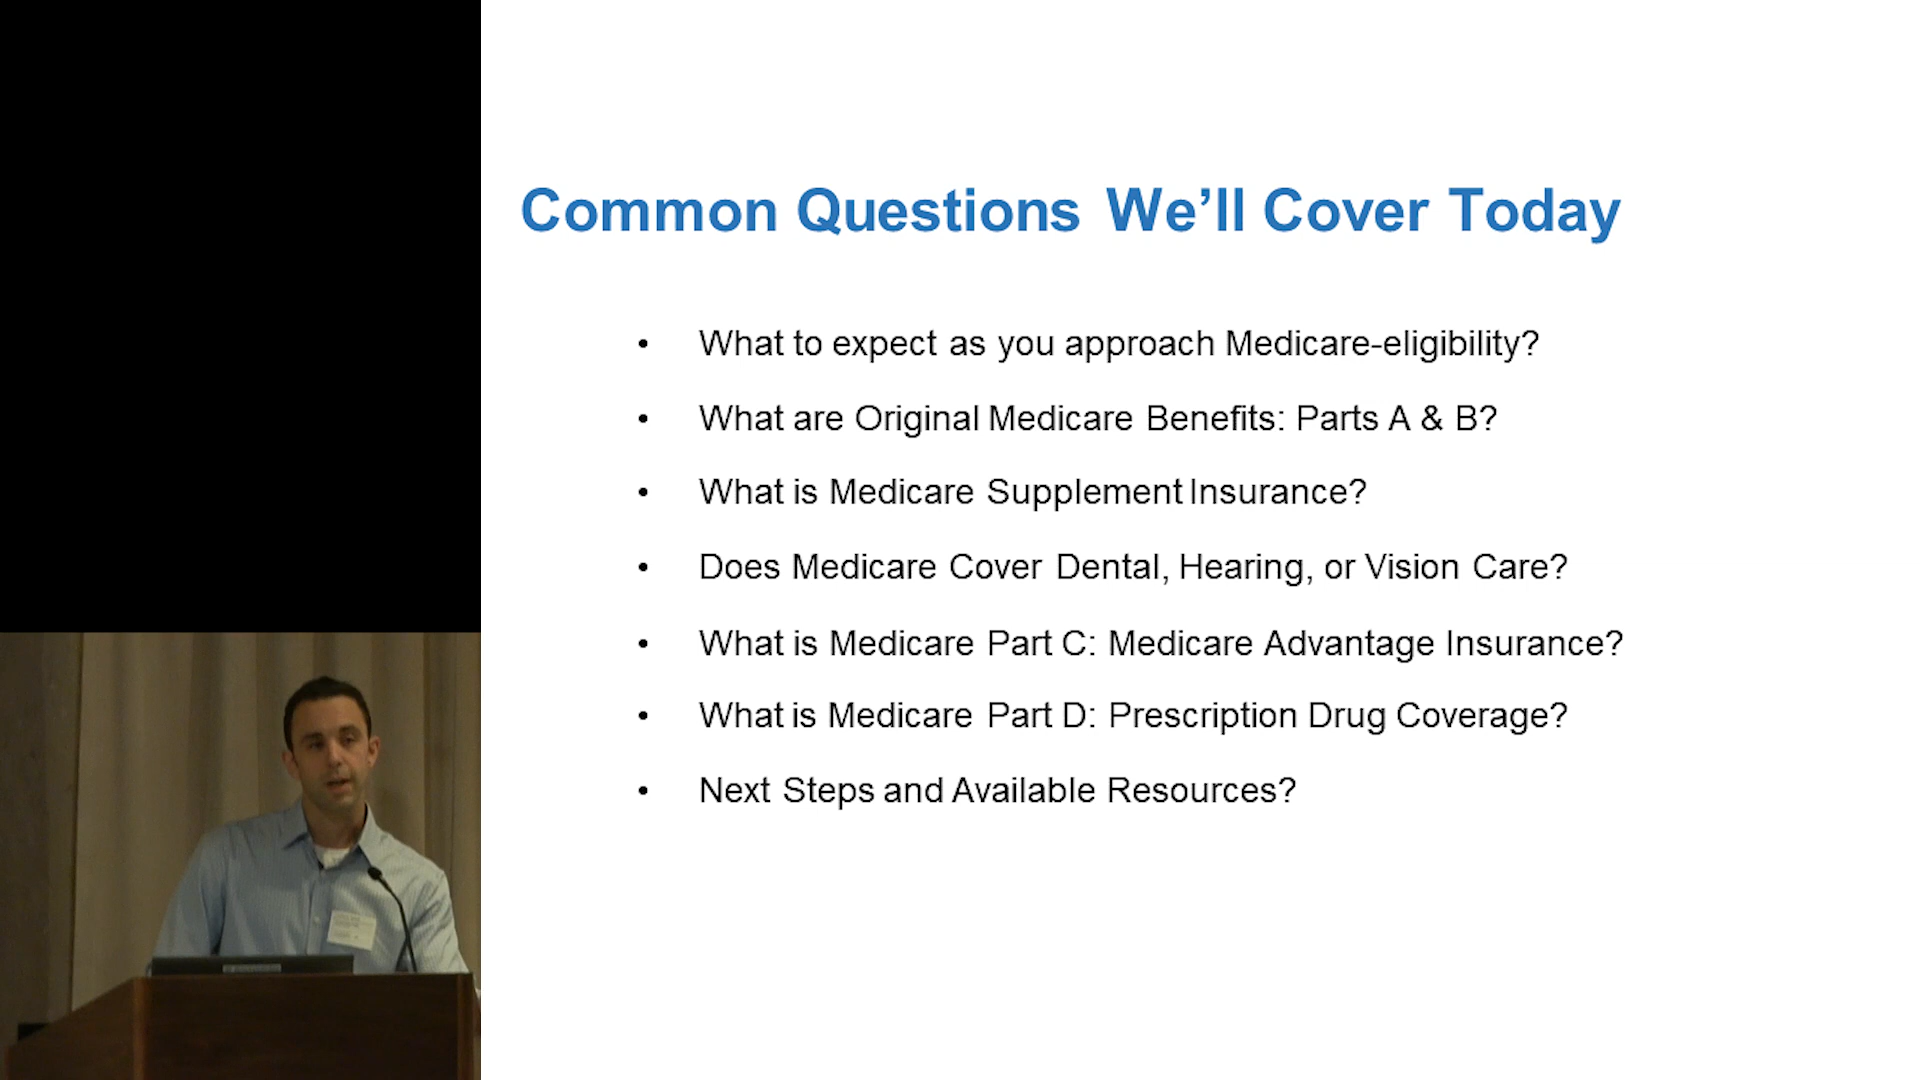 Common Questions We’ll Cover Today
• What to expect as you approach Medicare-eligibility?
• What are Original Medicare Benefits: Parts A & B?
• What is Medicare Supplement Insurance?
• Does Medicare Cover Dental, Hearing, or Vision Care?
• What is Medicare Part C: Medicare Advantage Insurance?
• What is Medicare Part D: Prescription Drug Coverage?
• Next Steps and Available Resources?